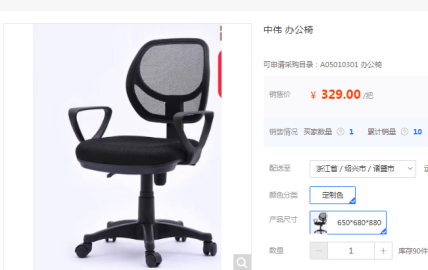 中伟 办公椅
可申请采购目录：A05010301 办公椅
销售价 ￥ 329.00 /把
销售情况 买家数量 ? 1 累计销量 ? 10
配送至 浙江省 / 绍兴市 / 诸暨市
颜色分类 定制色
产品尺寸 650*680*880
数量 − 1 + 库存90件